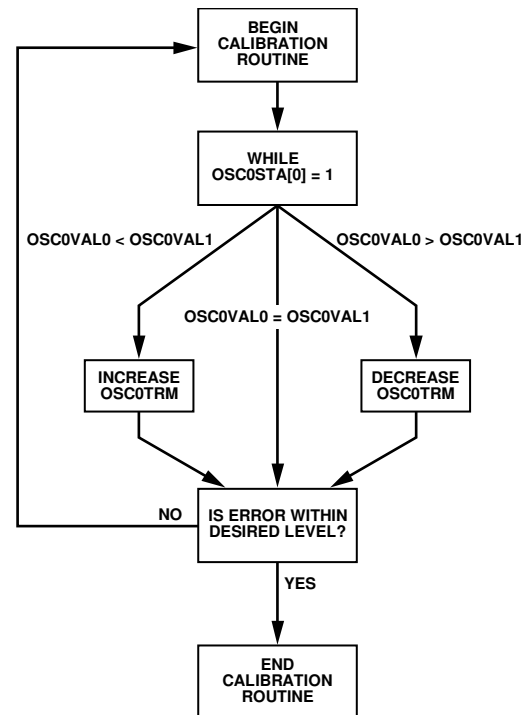 BEGIN
CALIBRATION
ROUTINE
WHILE
OSC0STA[0] = 1
OSC0VAL0 < OSC0VAL1
OSC0VAL0 > OSC0VAL1
OSC0VAL0 = OSC0VAL1
INCREASE
OSC0TRM
DECREASE
OSC0TRM
NO
IS ERROR WITHIN
DESIRED LEVEL?
YES
END
CALIBRATION
ROUTINE